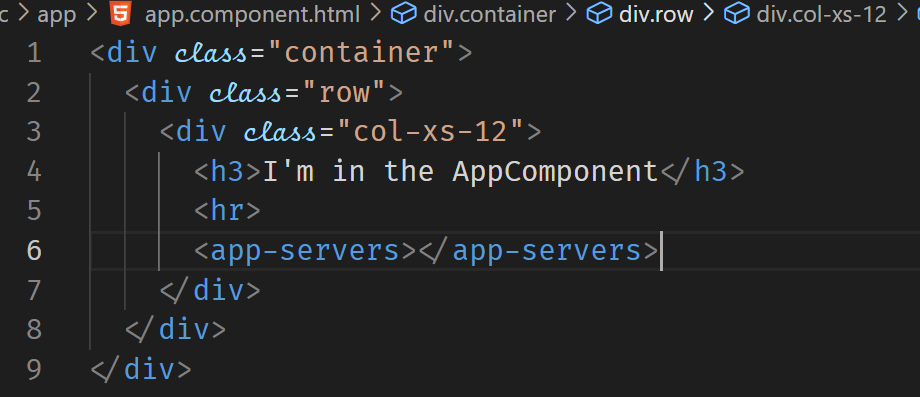 c > app > app.component.html > div.container > div.row > div.col-xs-12 >
1 <div class="container">
2 <div class="row">
3 <div class="col-xs-12">
4 <h3>I'm in the AppComponent</h3>
5 <hr>
6 <app-servers></app-servers>
7 </div>
8 </div>
9 </div>